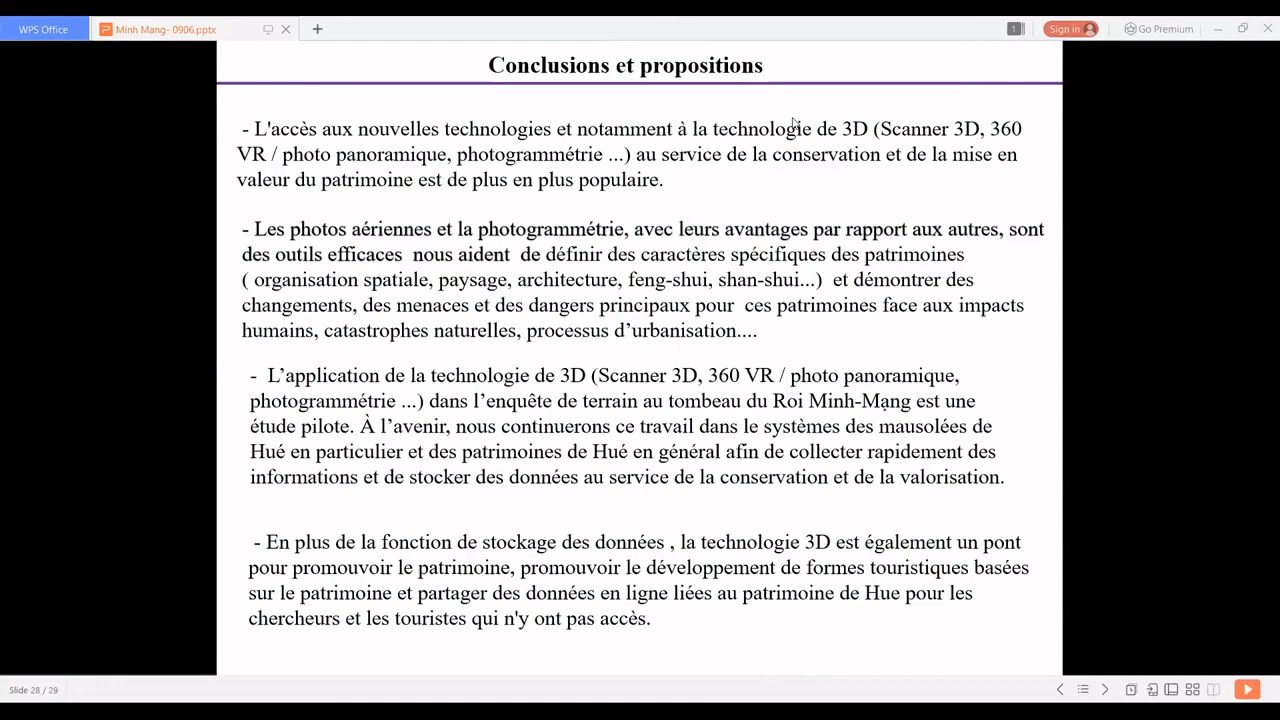 WPS Office
Minh Mang- 0906.pptx
1
Sign in
Go Premium
Conclusions et propositions
- L'accès aux nouvelles technologies et notamment à la technologie de 3D (Scanner 3D, 360
VR / photo panoramique, photogrammétrie ...) au service de la conservation et de la mise en
valeur du patrimoine est de plus en plus populaire.
- Les photos aériennes et la photogrammétrie, avec leurs avantages par rapport aux autres, sont
des outils efficaces nous aident de définir des caractères spécifiques des patrimoines
( organisation spatiale, paysage, architecture, feng-shui, shan-shui...) et démontrer des
changements, des menaces et des dangers principaux pour ces patrimoines face aux impacts
humains, catastrophes naturelles, processus d’urbanisation....
- L’application de la technologie de 3D (Scanner 3D, 360 VR / photo panoramique,
photogrammétrie ...) dans l’enquête de terrain au tombeau du Roi Minh-Mạng est une
étude pilote. À l’avenir, nous continuerons ce travail dans le systèmes des mausolées de
Hué en particulier et des patrimoines de Hué en général afin de collecter rapidement des
informations et de stocker des données au service de la conservation et de la valorisation.
- En plus de la fonction de stockage des données , la technologie 3D est également un pont
pour promouvoir le patrimoine, promouvoir le développement de formes touristiques basées
sur le patrimoine et partager des données en ligne liées au patrimoine de Hue pour les
chercheurs et les touristes qui n'y ont pas accès.
Slide 28 / 29